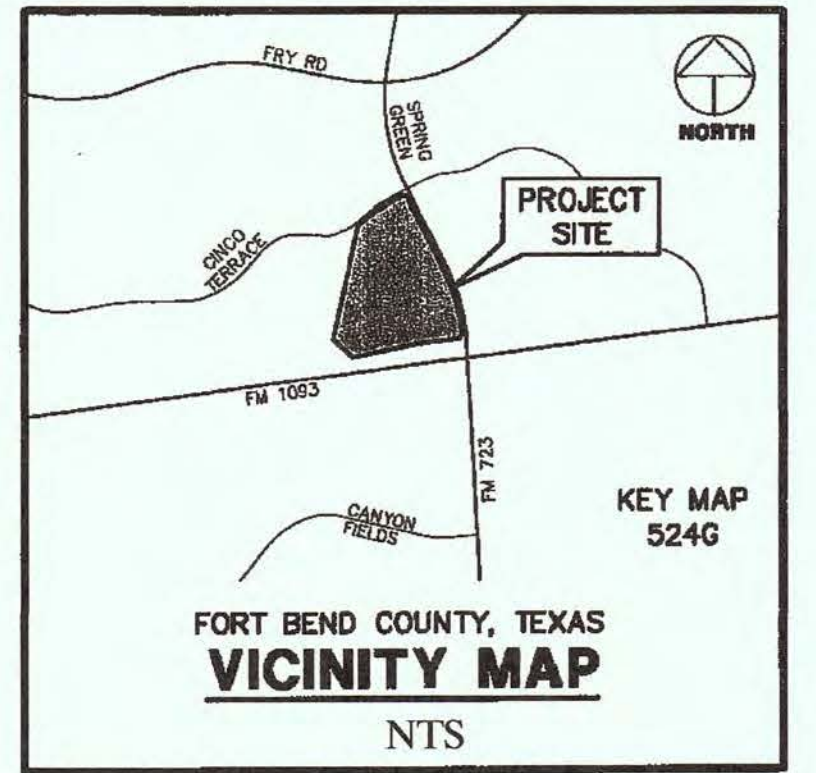 FRY RD
SPRING
GREEN
NORTH
PROJECT
SITE
CINCO
TERRACE
FM 1093
FM 723
CANYON
FIELDS
KEY MAP
524G
FORT BEND COUNTY, TEXAS
VICINITY MAP
NTS